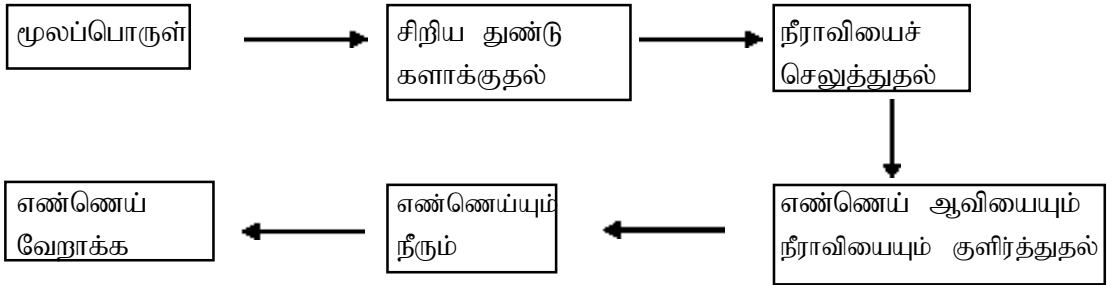 மூலப்பொருள்
சிறிய துண்டு
களாக்குதல்
நீராவியைச்
செலுத்துதல்
எண்ணெய் ஆவியையும்
நீராவியையும் குளிர்த்துதல்
எண்ணெய்யும்
நீரும்
எண்ணெய்
வேறாக்க